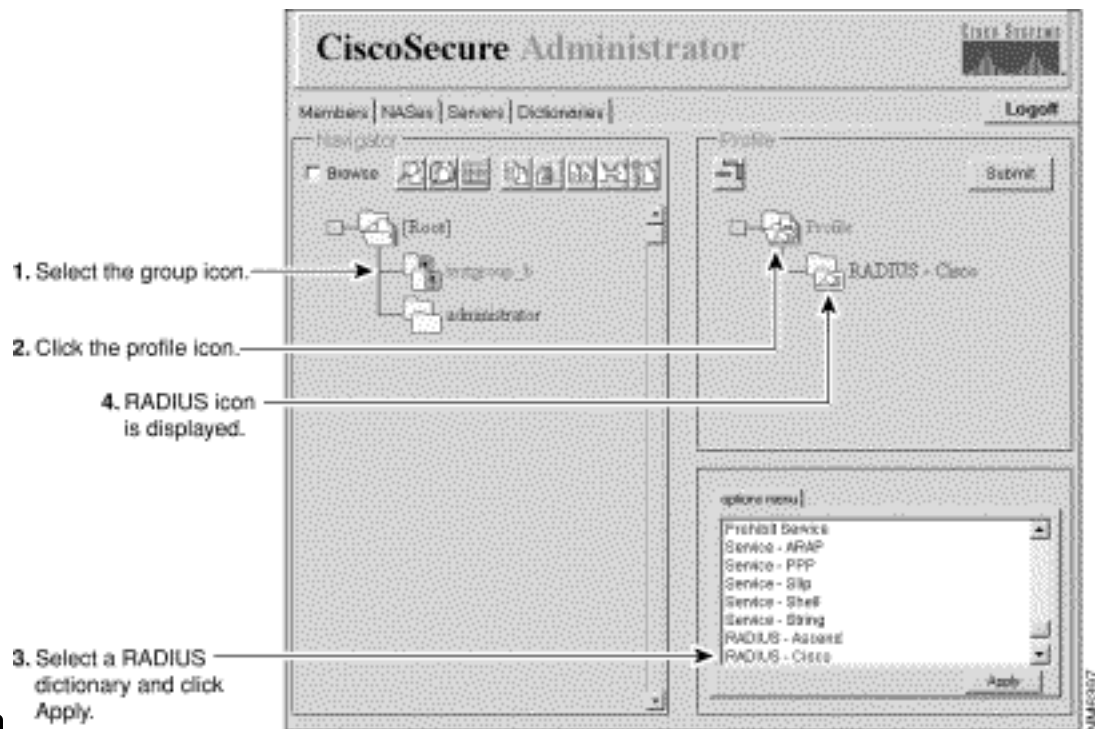 CiscoSecure Administrator
CISCO SYSTEMS
Members NASes Servers Dictionaries
Logoff
Navigator
Browse
[Root]
administrator
Profile
Submit
Profile
RADIUS - Cisco
options menu
Prohibit Service
Service - ARAP
Service - PPP
Service - Slip
Service - Shell
Service - String
RADIUS - Ascend
RADIUS - Cisco
Apply
1. Select the group icon.
2. Click the profile icon.
4. RADIUS icon
is displayed.
3. Select a RADIUS
dictionary and click
Apply.